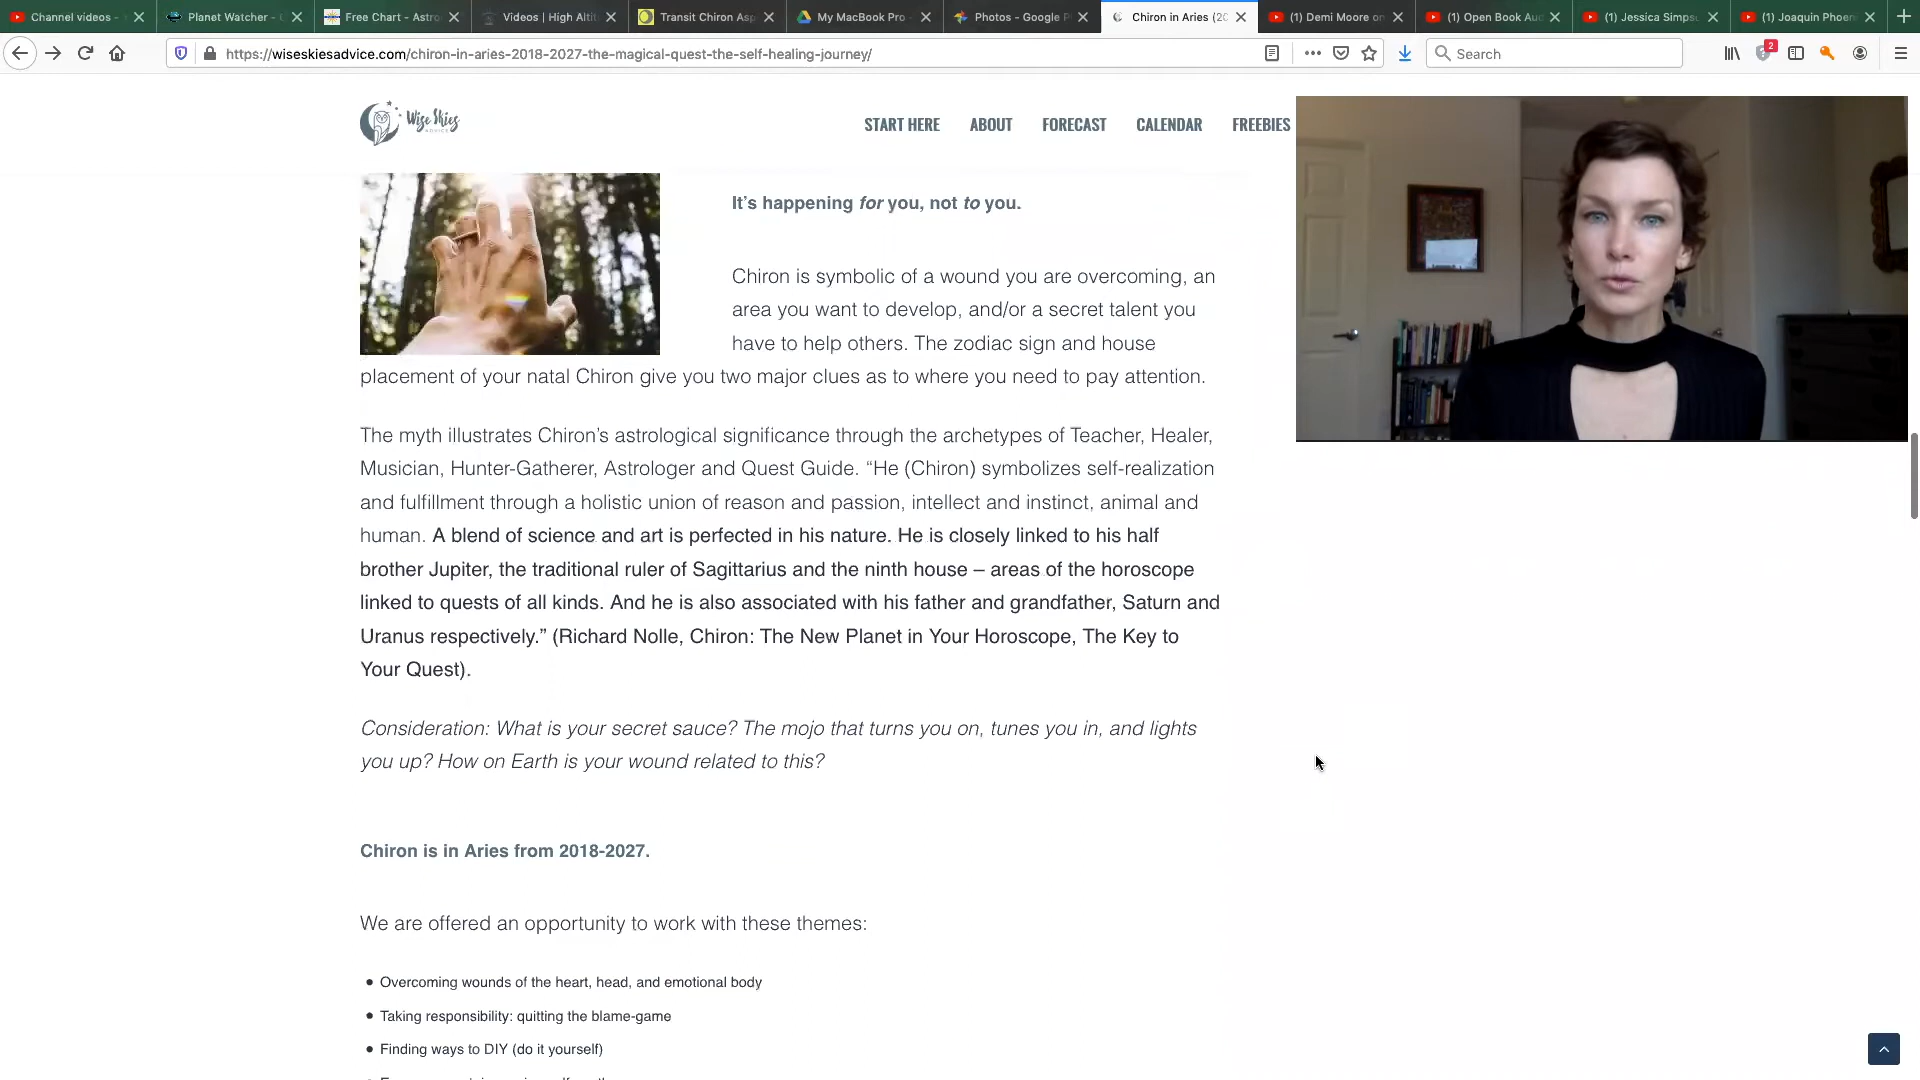 Channel videos -
Planet Watcher -
Free Chart - Astro
Videos | High Alti
Transit Chiron Asp
My MacBook Pro -
Photos - Google P
Chiron in Aries (20
(1) Demi Moore on
(1) Open Book Au
(1) Jessica Simps
(1) Joaquin Phoen
https://wiseskiesadvice.com/chiron-in-aries-2018-2027-the-magical-quest-the-self-healing-journey/
Search
2
Wise Skies
ADVICE
START HERE ABOUT FORECAST CALENDAR FREEBIES
It’s happening for you, not to you.
Chiron is symbolic of a wound you are overcoming, an
area you want to develop, and/or a secret talent you
have to help others. The zodiac sign and house
placement of your natal Chiron give you two major clues as to where you need to pay attention.
The myth illustrates Chiron’s astrological significance through the archetypes of Teacher, Healer,
Musician, Hunter-Gatherer, Astrologer and Quest Guide. “He (Chiron) symbolizes self-realization
and fulfillment through a holistic union of reason and passion, intellect and instinct, animal and
human. A blend of science and art is perfected in his nature. He is closely linked to his half
brother Jupiter, the traditional ruler of Sagittarius and the ninth house – areas of the horoscope
linked to quests of all kinds. And he is also associated with his father and grandfather, Saturn and
Uranus respectively.” (Richard Nolle, Chiron: The New Planet in Your Horoscope, The Key to
Your Quest).
Consideration: What is your secret sauce? The mojo that turns you on, tunes you in, and lights
you up? How on Earth is your wound related to this?
Chiron is in Aries from 2018-2027.
We are offered an opportunity to work with these themes:
• Overcoming wounds of the heart, head, and emotional body
• Taking responsibility: quitting the blame-game
• Finding ways to DIY (do it yourself)